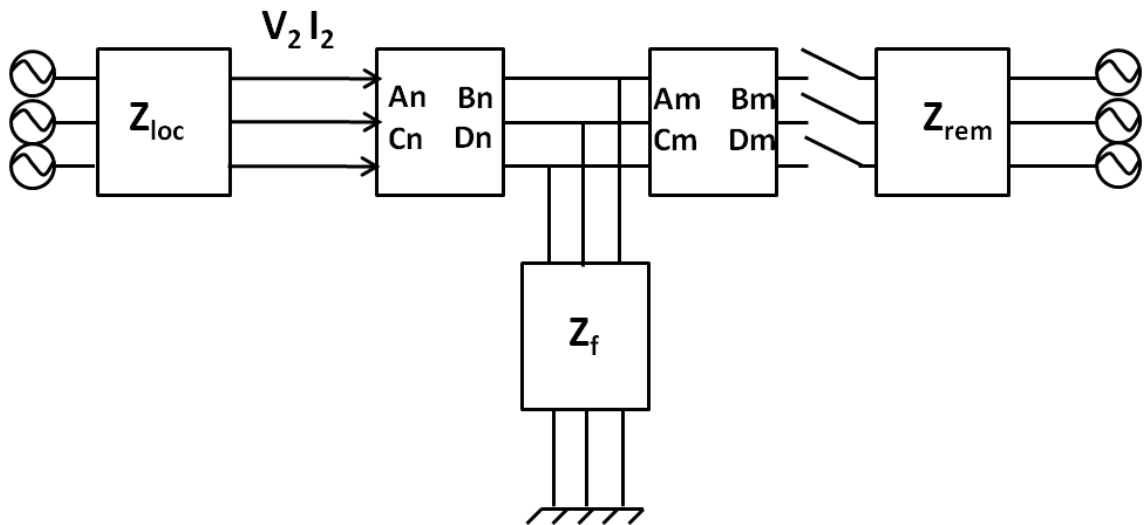 V₂ I₂
Zloc
An Bn
Cn Dn
Am Bm
Cm Dm
Zrem
Zf